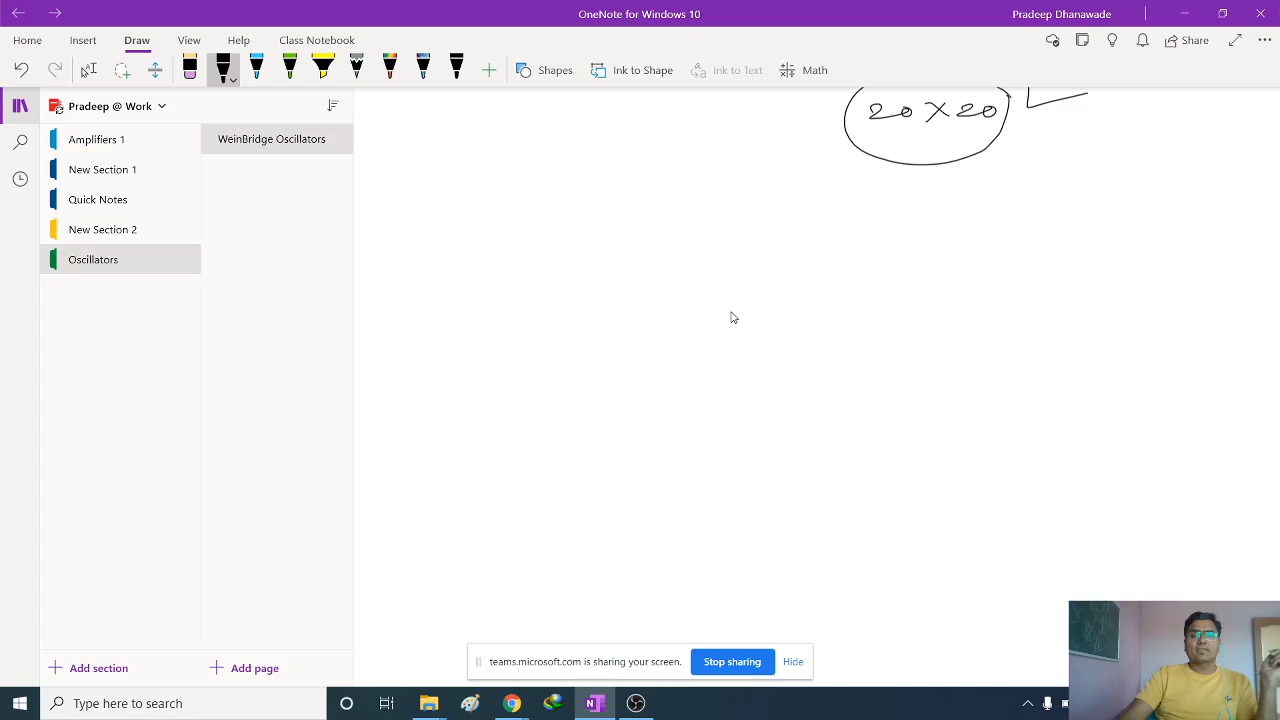 OneNote for Windows 10
Pradeep Dhanawade
Home Insert Draw View Help Class Notebook
Share
Shapes Ink to Shape Ink to Text Math
Pradeep @ Work
Amplifiers 1
New Section 1
Quick Notes
New Section 2
Oscillators
WeinBridge Oscillators
20 X 20
Add section
Add page
teams.microsoft.com is sharing your screen. Stop sharing Hide
Type here to search